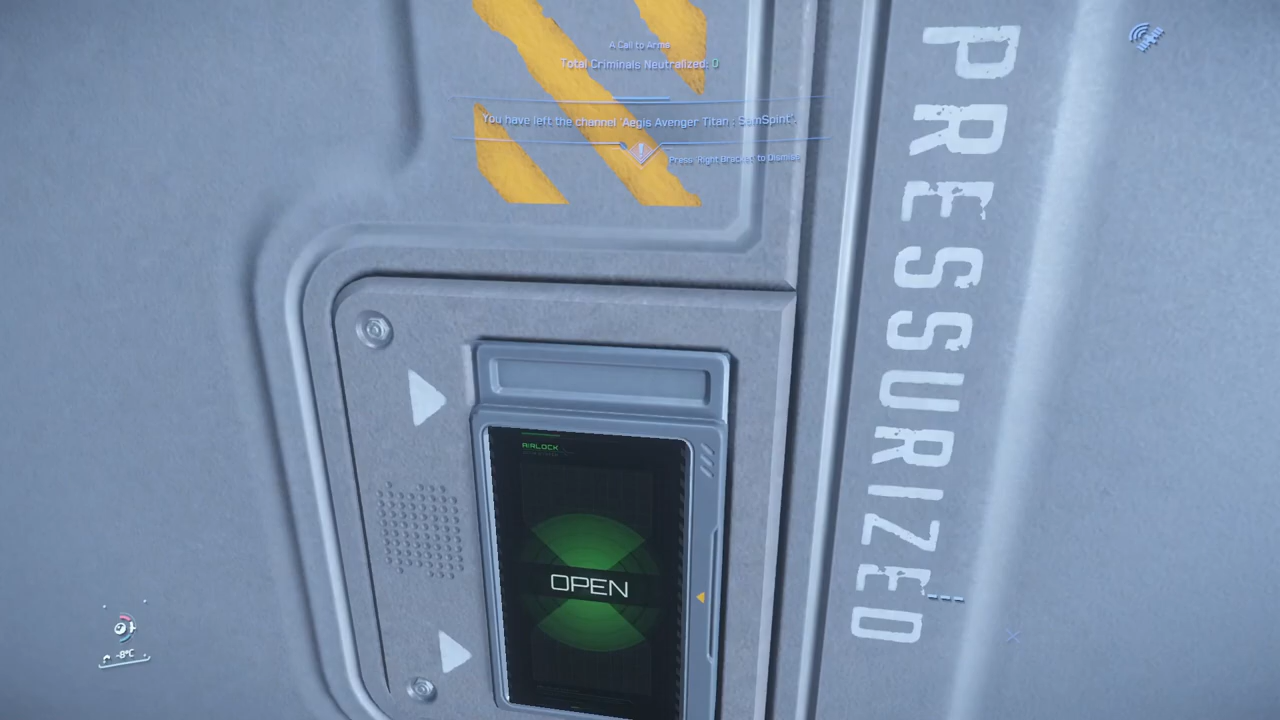 A Call to Arms
Total Criminals Neutralized: 0
You have left the channel 'Aegis Avenger Titan : SamSpint'.
Press 'Right Bracket' to Dismiss
PRESSURIZED
AIRLOCK
OPEN
-8°C